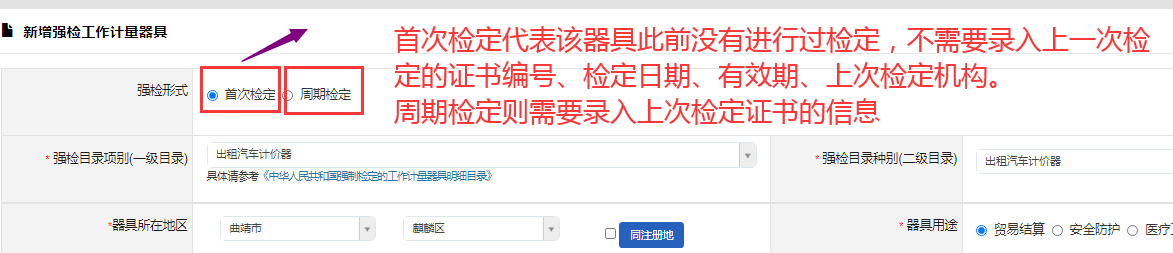 新增强检工作计量器具
首次检定代表该器具此前没有进行过检定，不需要录入上一次检
定的证书编号、检定日期、有效期、上次检定机构。
周期检定则需要录入上次检定证书的信息
强检形式 首次检定 周期检定
* 强检目录项别(一级目录) 出租汽车计价器 * 强检目录种别(二级目录) 出租汽车计价器
具体请参考《中华人民共和国强制检定的工作计量器具明细目录》
*器具所在地区 曲靖市 麒麟区 同注册地 * 器具用途 贸易结算 安全防护 医疗